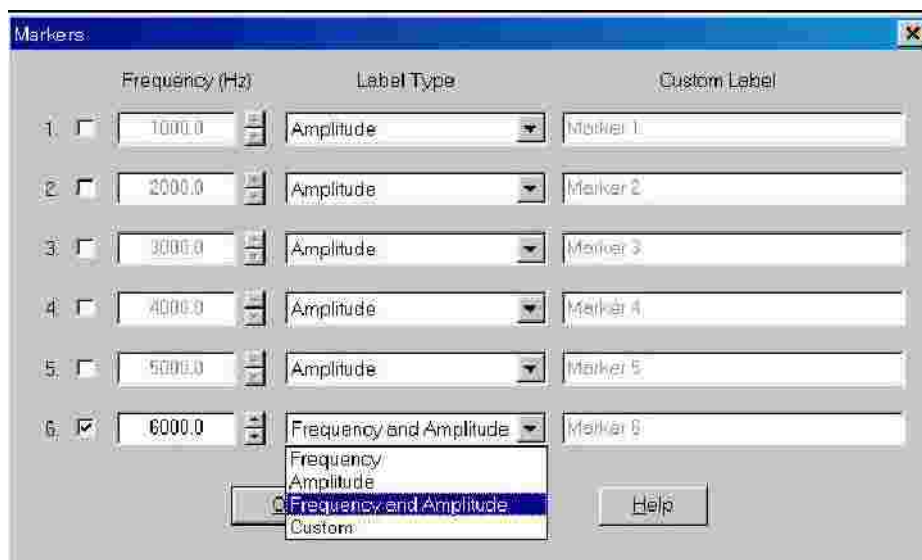 Markers
Frequency (Hz) Label Type Custom Label
1. 1000.0 Amplitude Marker 1
2. 2000.0 Amplitude Marker 2
3. 3000.0 Amplitude Marker 3
4. 4000.0 Amplitude Marker 4
5. 5000.0 Amplitude Marker 5
6. 6000.0 Frequency and Amplitude Marker 6
Frequency
Amplitude
Frequency and Amplitude
Custom
Help